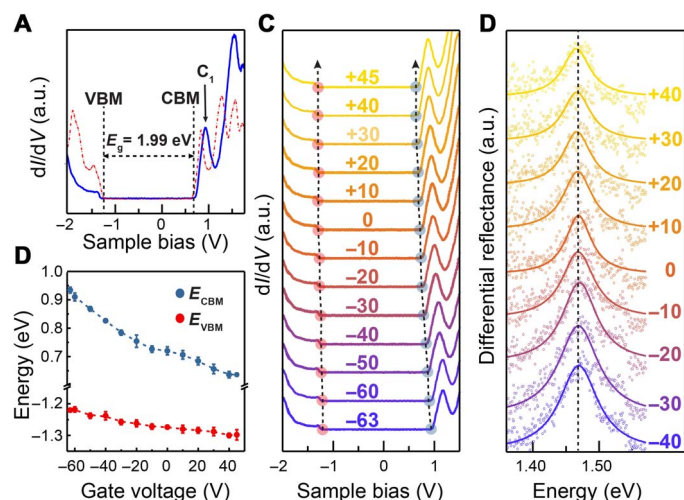 A
dI/dV (a.u.)
VBM
CBM
C1
Eg = 1.99 eV
−2 −1 0 1
Sample bias (V)
D
Energy (eV)
1.0
0.9
0.8
0.7
−1.2
−1.3
ECBM
EVBM
−60 −40 −20 0 20 40
Gate voltage (V)
C
dI/dV (a.u.)
+45
+40
+30
+20
+10
0
−10
−20
−30
−40
−50
−60
−63
−2 −1 0 1
Sample bias (V)
D
Differential reflectance (a.u.)
+40
+30
+20
+10
0
−10
−20
−30
−40
1.40 1.50
Energy (eV)